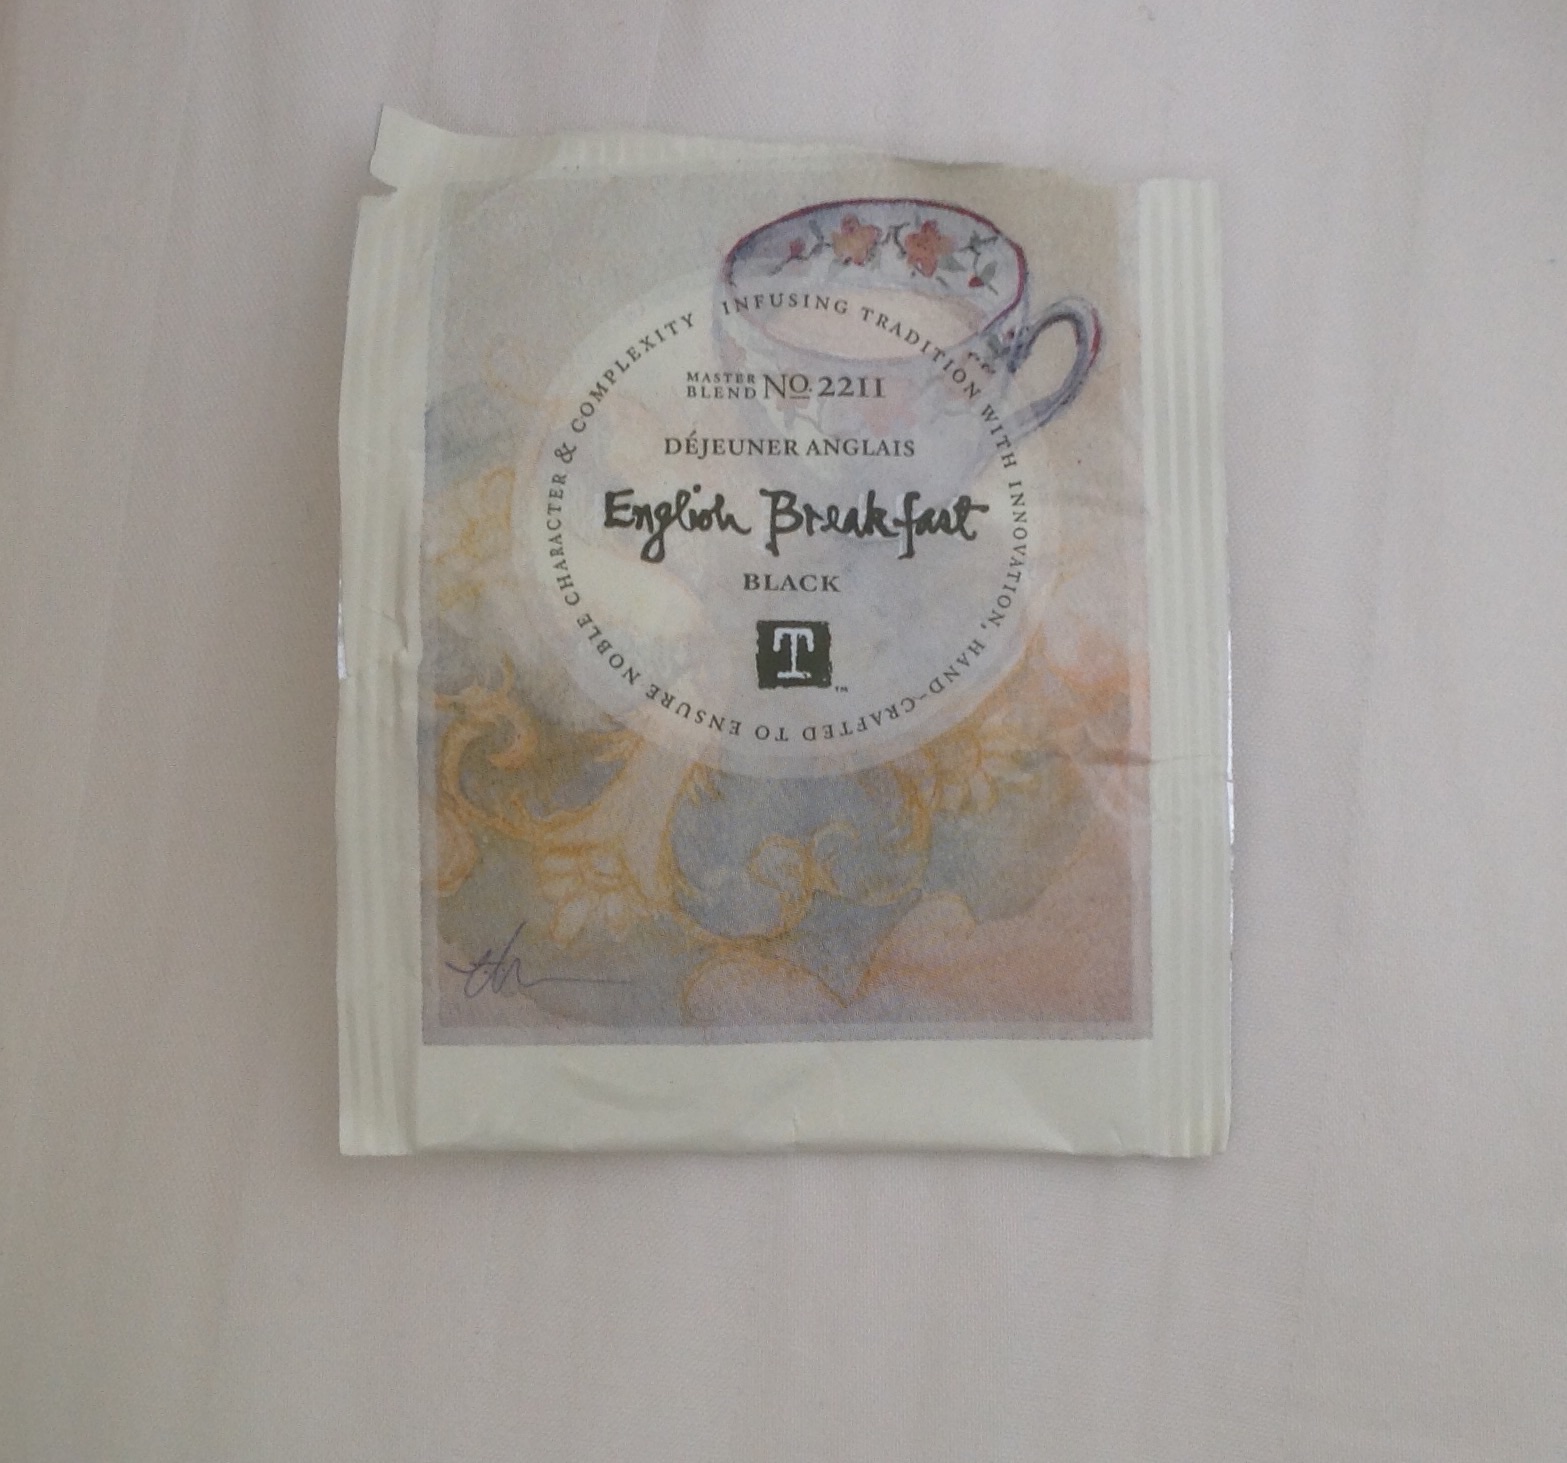 INFUSING TRADITION WITH INNOVATION, HAND-CRAFTED TO ENSURE NOBLE CHARACTER & COMPLEXITY
MASTER
BLEND NO. 2211
DÉJEUNER ANGLAIS
English Breakfast
BLACK
T™